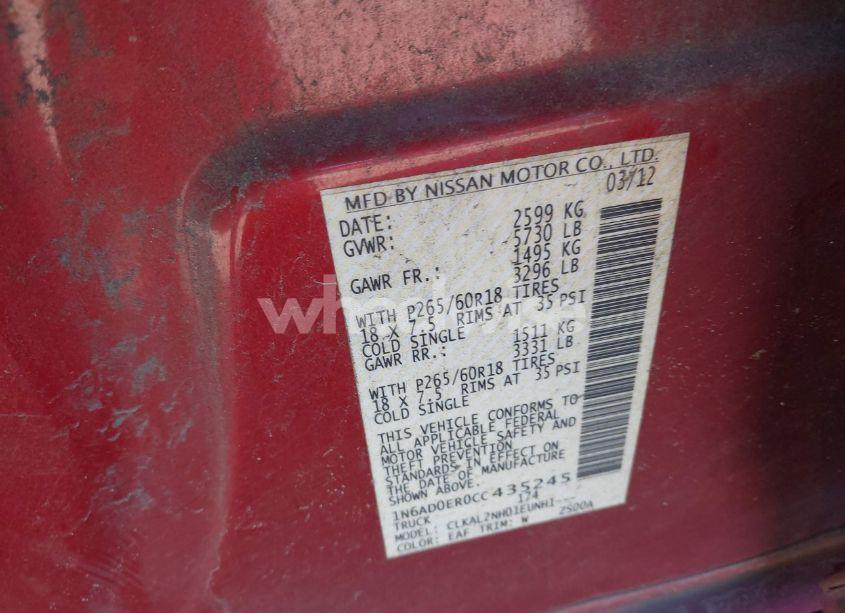 MFD BY NISSAN MOTOR CO., LTD.
DATE: 03/12
GVWR: 2599 KG
5730 LB
GAWR FR.: 1495 KG
3296 LB
WITH P265/60R18 TIRES
18 X 7.5 RIMS AT 35 PSI
COLD SINGLE
GAWR RR.: 1511 KG
3331 LB
WITH P265/60R18 TIRES
18 X 7.5 RIMS AT 35 PSI
COLD SINGLE
THIS VEHICLE CONFORMS TO
ALL APPLICABLE FEDERAL
MOTOR VEHICLE SAFETY AND
THEFT PREVENTION
STANDARDS IN EFFECT ON
THE DATE OF MANUFACTURE
SHOWN ABOVE.
1N6AD0ER0CC435245
TRUCK 174
MODEL: CLKAL2NH01EUNHI---
COLOR: EAF TRIM: W 2500A